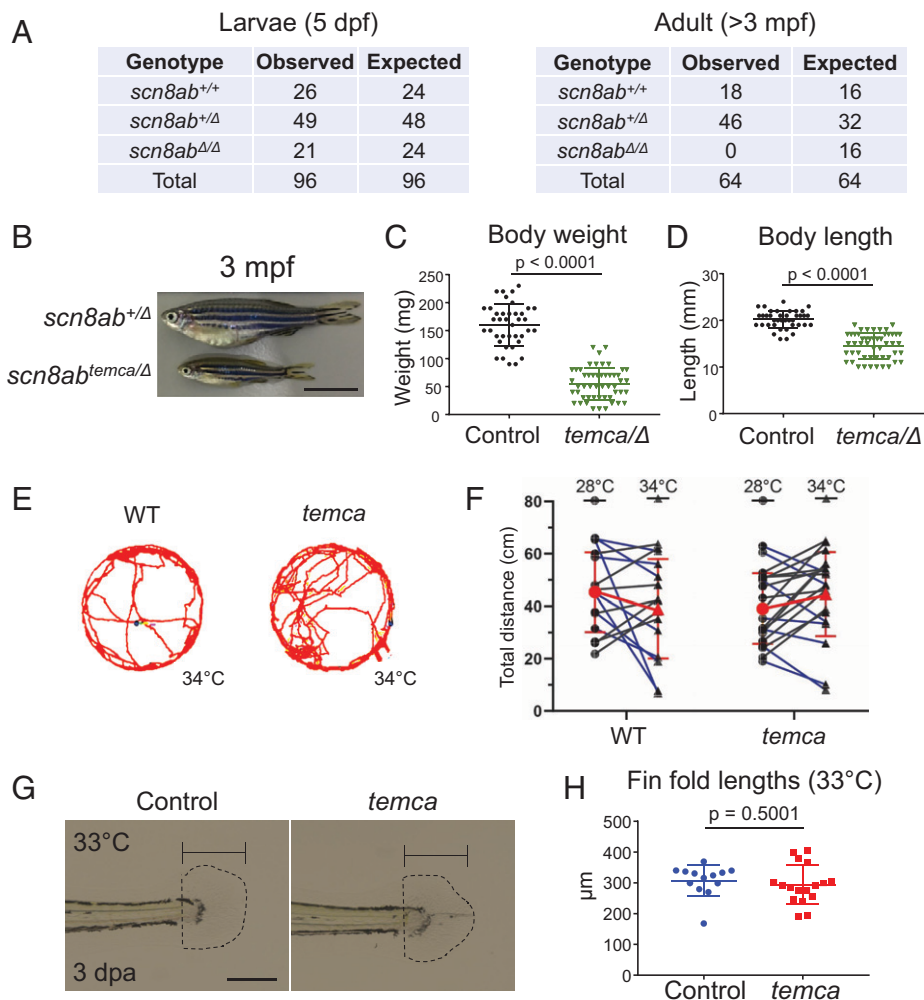 A
Larvae (5 dpf)
Genotype Observed Expected
scn8ab+/+ 26 24
scn8ab+/Δ 49 48
scn8abΔ/Δ 21 24
Total 96 96
Adult (>3 mpf)
Genotype Observed Expected
scn8ab+/+ 18 16
scn8ab+/Δ 46 32
scn8abΔ/Δ 0 16
Total 64 64
B
3 mpf
scn8ab+/Δ
scn8abtemca/Δ
C
Body weight
p < 0.0001
Weight (mg)
250
200
150
100
50
0
Control temca/Δ
D
Body length
p < 0.0001
Length (mm)
30
20
10
0
Control temca/Δ
E
WT temca
34°C 34°C
F
28°C 34°C 28°C 34°C
Total distance (cm)
80
60
40
20
0
WT temca
G
Control temca
33°C
3 dpa
H
Fin fold lengths (33°C)
p = 0.5001
μm
500
400
300
200
100
0
Control temca